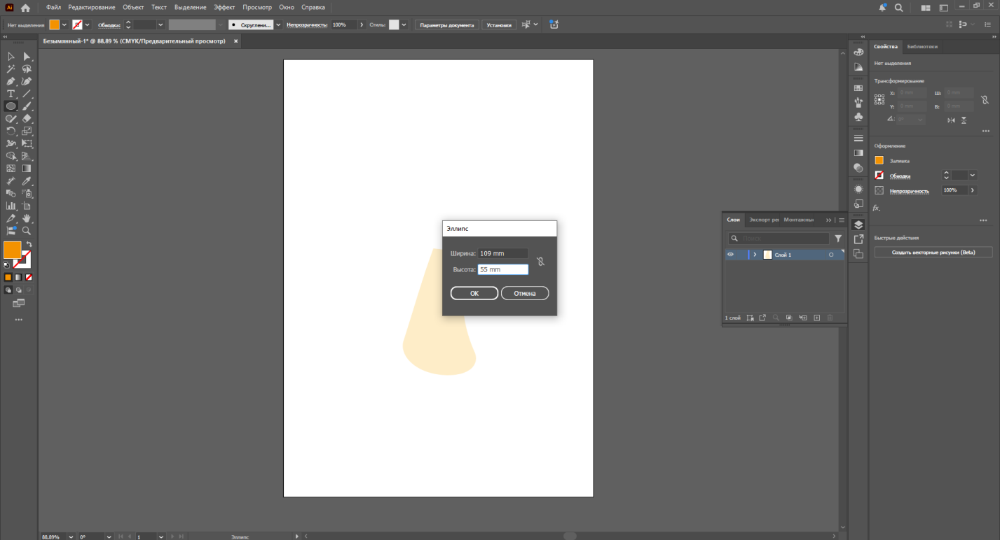 Ai Файл Редактирование Объект Текст Выделение Эффект Просмотр Окно Справка
Нет выделения Обводка: Скруглени... Непрозрачность: 100% Стили: Параметры документа Установки
Безымянный-1* @ 88,89 % (CMYK/Предварительный просмотр) ×
Свойства Библиотеки
Нет выделения
Трансформирование
X: 0 mm Ш: 0 mm
Y: 0 mm В: 0 mm
0°
Оформление
Заливка
Обводка
Непрозрачность 100%
fx.
Быстрые действия
Создать векторные рисунки (Beta)
Слои Экспорт рес Монтажны
Поиск
Слой 1
1 слой
Эллипс
Ширина: 109 mm
Высота: 55 mm
ОК Отмена
88,89% 0° 1 Эллипс